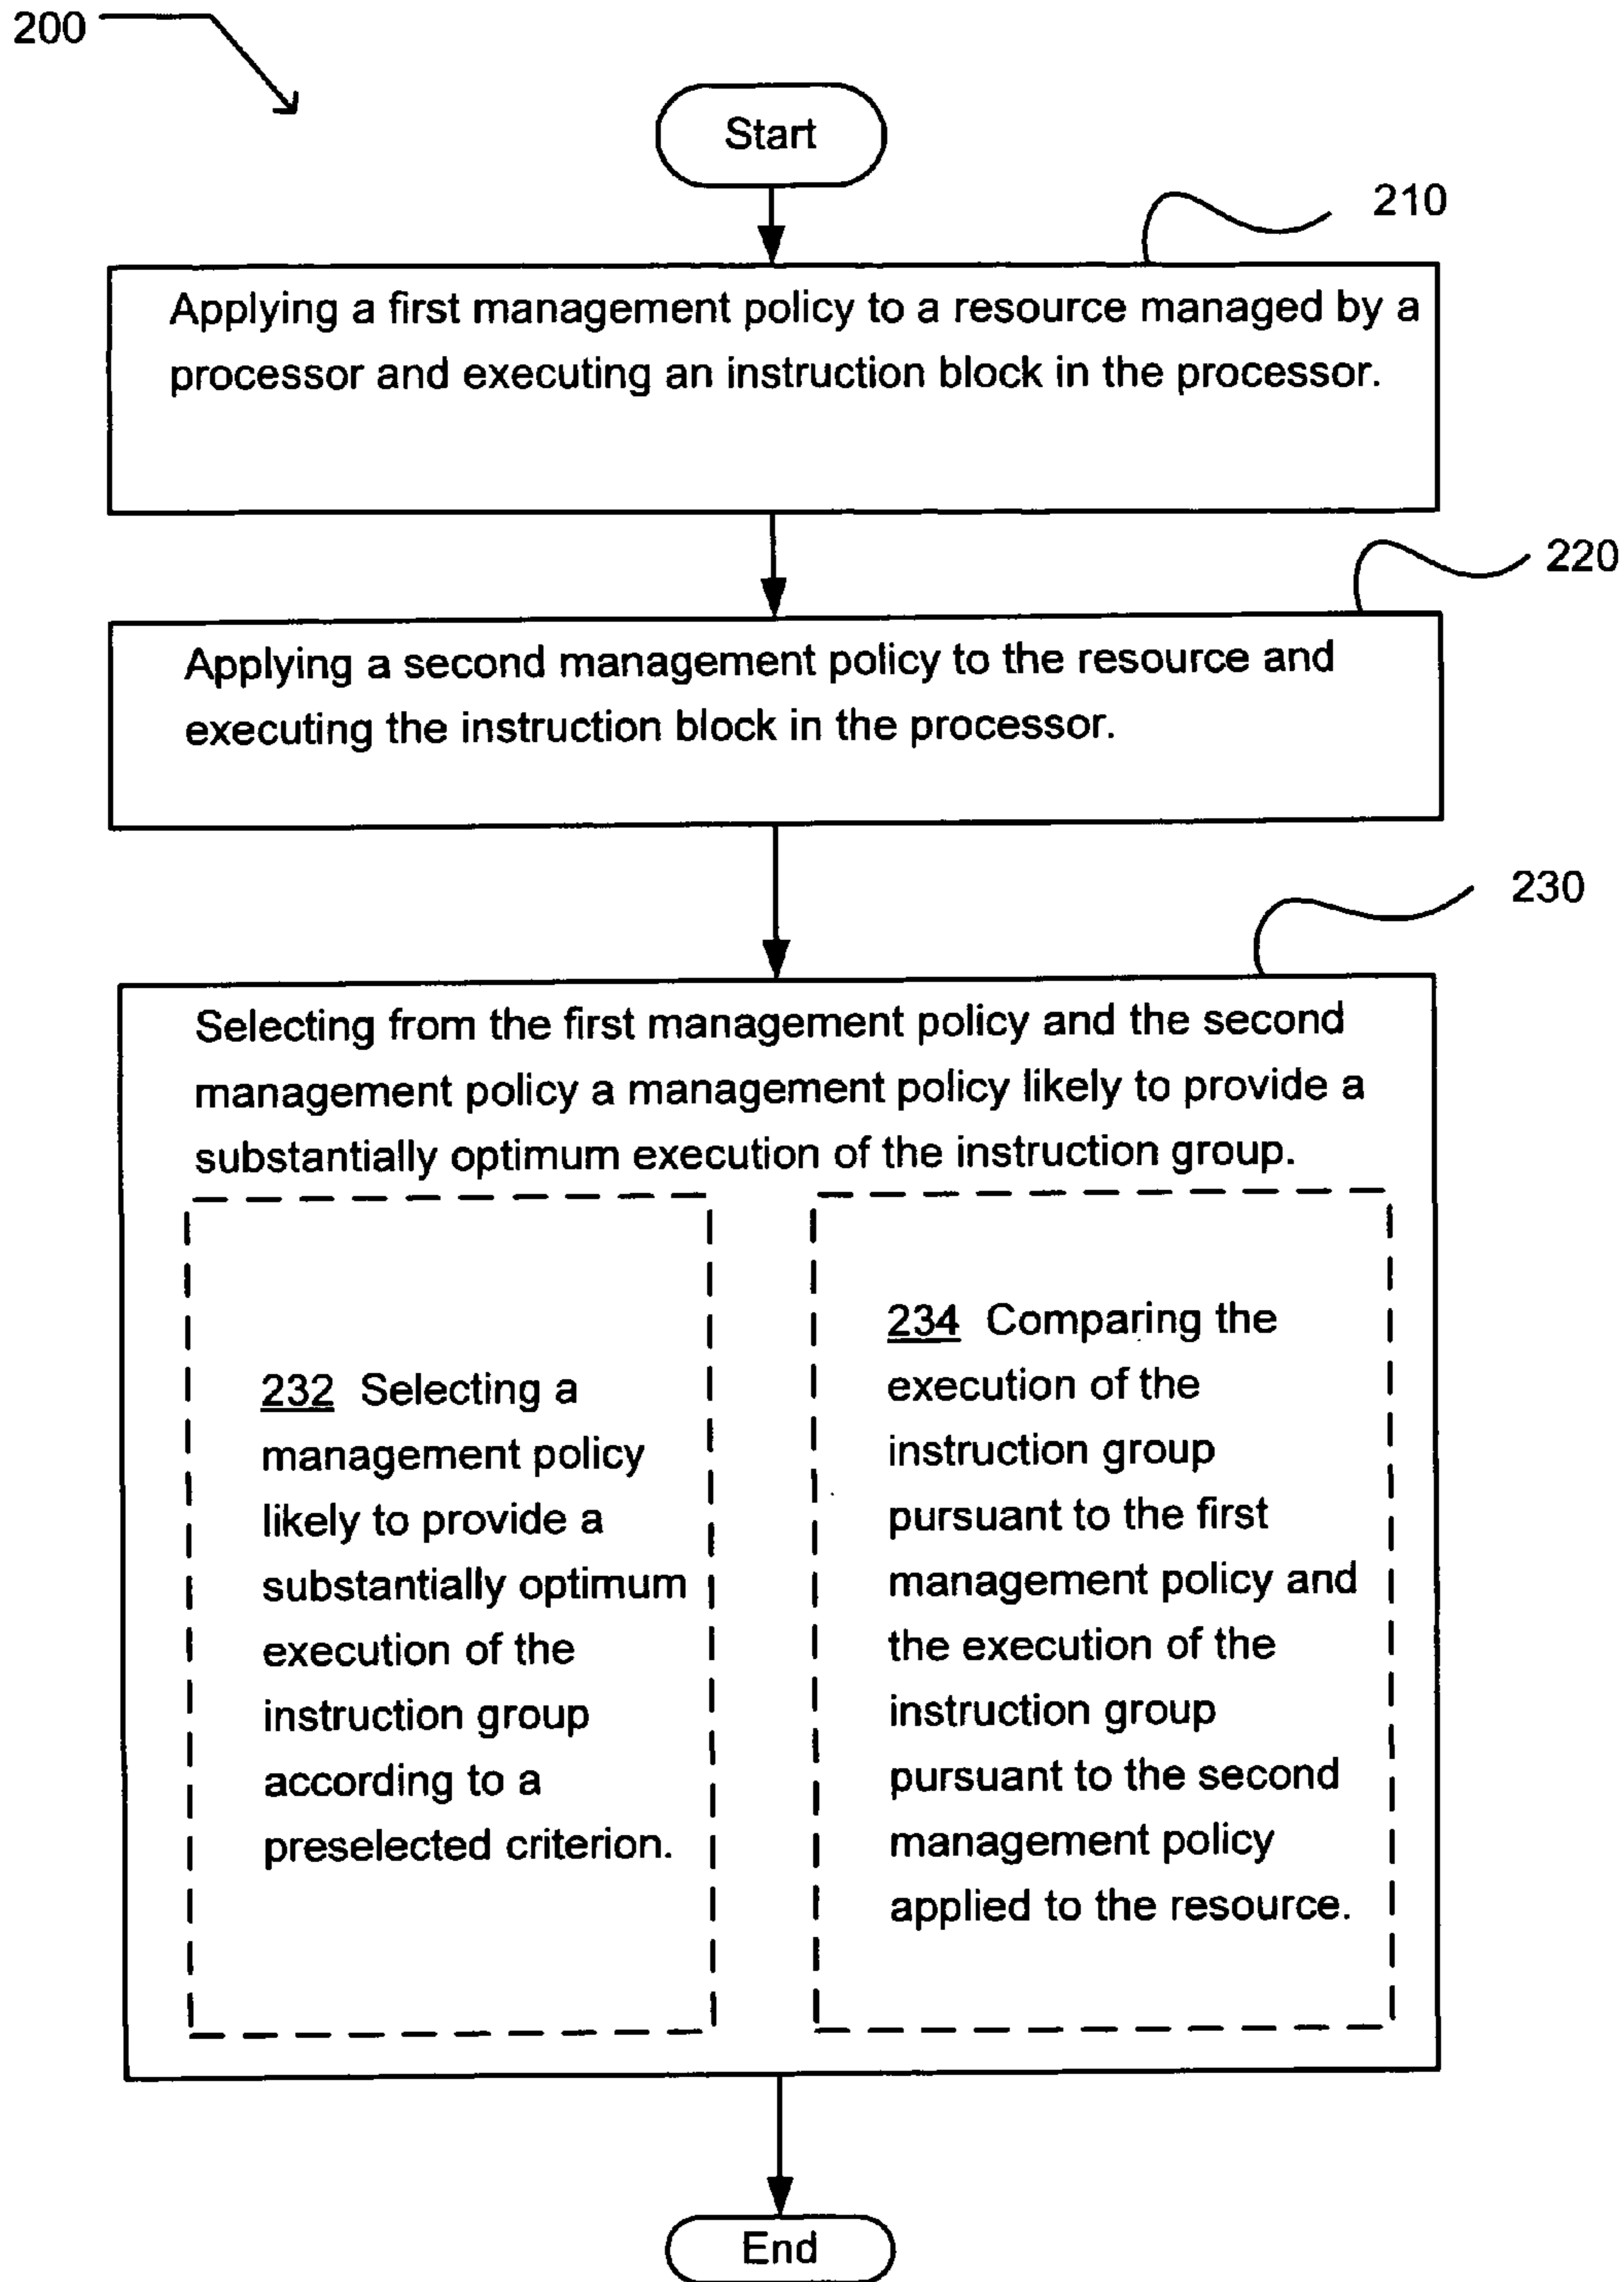 200
Start
210
Applying a first management policy to a resource managed by a
processor and executing an instruction block in the processor.
220
Applying a second management policy to the resource and
executing the instruction block in the processor.
230
Selecting from the first management policy and the second
management policy a management policy likely to provide a
substantially optimum execution of the instruction group.
232 Selecting a
management policy
likely to provide a
substantially optimum
execution of the
instruction group
according to a
preselected criterion.
234 Comparing the
execution of the
instruction group
pursuant to the first
management policy and
the execution of the
instruction group
pursuant to the second
management policy
applied to the resource.
End